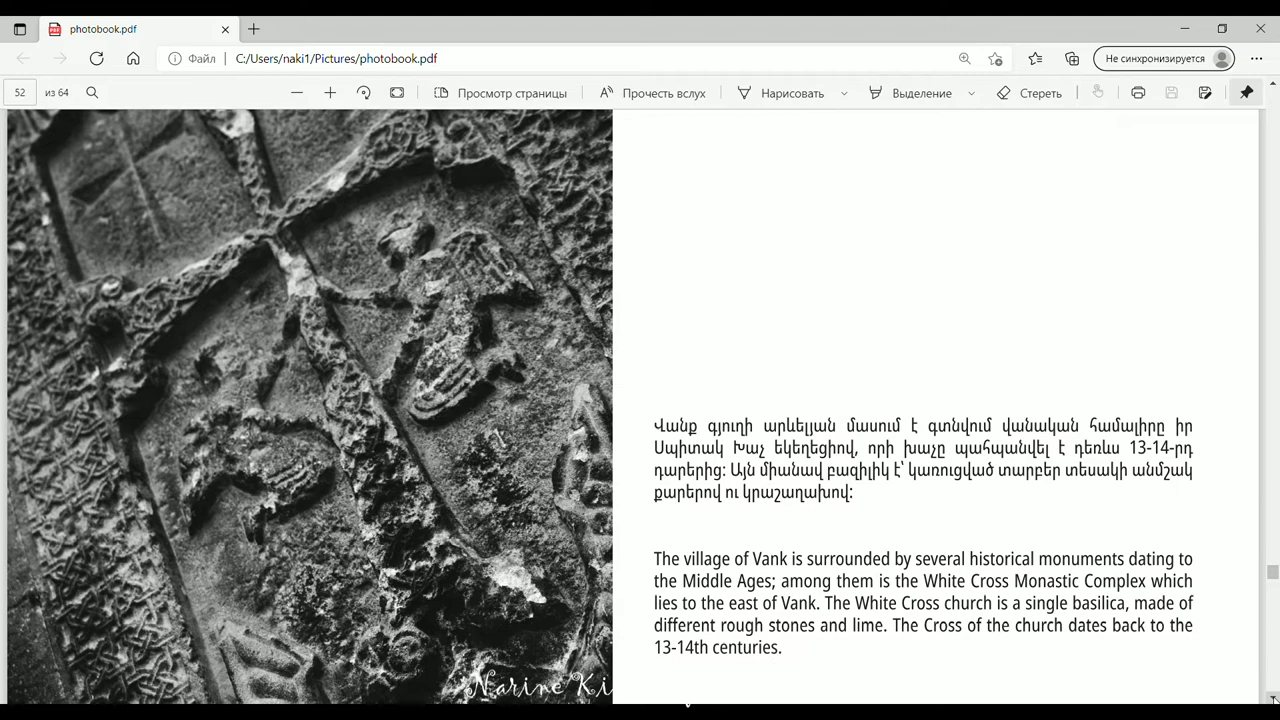 photobook.pdf
Файл
C:/Users/naki1/Pictures/photobook.pdf
Не синхронизируется
52 из 64
Просмотр страницы
Прочесть вслух
Нарисовать
Выделение
Стереть
Վանք գյուղի արևելյան մասում է գտնվում վանական համալիրը իր
Սպիտակ Խաչ եկեղեցիով, որի խաչը պահպանվել է դեռևս 13-14-րդ
դարերից: Այն միանավ բազիլիկ է՝ կառուցված տարբեր տեսակի անմշակ
քարերով ու կրաշաղախով:
The village of Vank is surrounded by several historical monuments dating to
the Middle Ages; among them is the White Cross Monastic Complex which
lies to the east of Vank. The White Cross church is a single basilica, made of
different rough stones and lime. The Cross of the church dates back to the
13-14th centuries.
Narine Ki